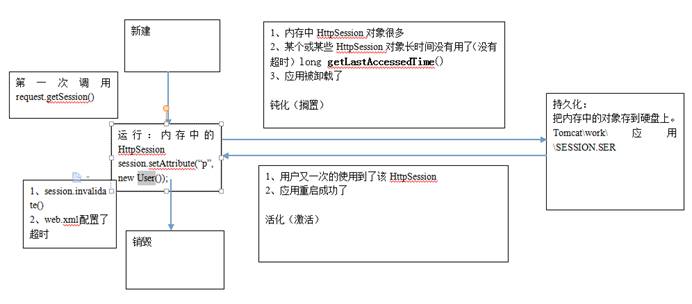 新建
1、内存中 HttpSession 对象很多
2、某个或某些 HttpSession 对象长时间没有用了（没有
超时）long getLastAccessedTime()
3、应用被卸载了
钝化（搁置）
第一次调用
request.getSession()
持久化：
把内存中的对象存到硬盘上。
Tomcat\work\ 应用
\SESSION.SER
运行：内存中的
HttpSession
session.setAttribute("p",
new User());
1、用户又一次的使用到了该 HttpSession
2、应用重启成功了
活化（激活）
1、session.invalida
te()
2、web.xml配置了
超时
销毁